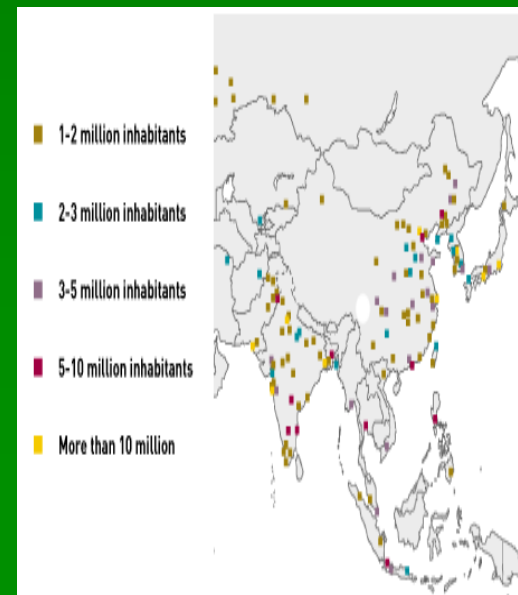 1-2 million inhabitants
2-3 million inhabitants
3-5 million inhabitants
5-10 million inhabitants
More than 10 million